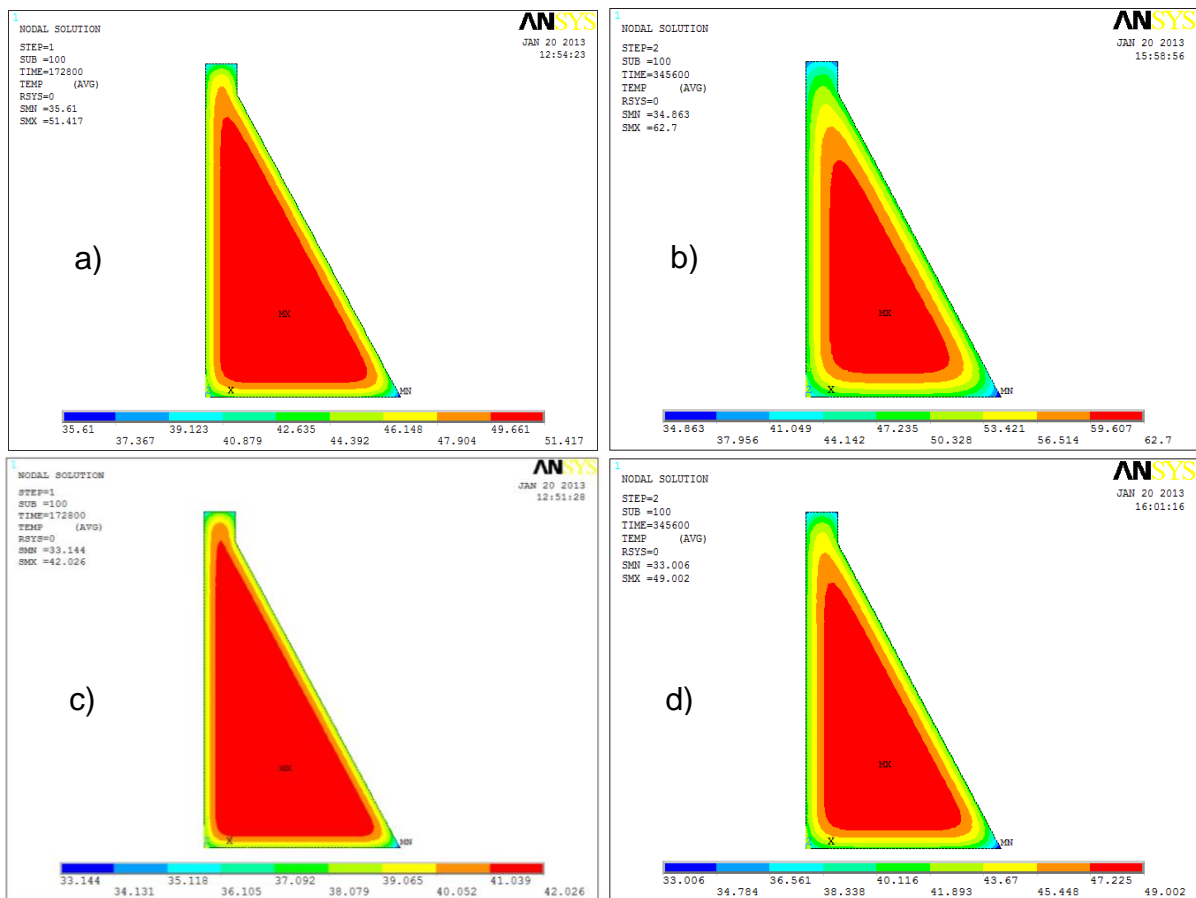 1
NODAL SOLUTION
STEP=1
SUB =100
TIME=172800
TEMP (AVG)
RSYS=0
SMN =35.61
SMX =51.417
ANSYS
JAN 20 2013
12:54:23
a)
MX
Z X
MN
35.61 39.123 42.635 46.148 49.661
37.367 40.879 44.392 47.904 51.417
1
NODAL SOLUTION
STEP=2
SUB =100
TIME=345600
TEMP (AVG)
RSYS=0
SMN =34.863
SMX =62.7
ANSYS
JAN 20 2013
15:58:56
b)
MX
Z X
MN
34.863 41.049 47.235 53.421 59.607
37.956 44.142 50.328 56.514 62.7
1
NODAL SOLUTION
STEP=1
SUB =100
TIME=172800
TEMP (AVG)
RSYS=0
SMN =33.144
SMX =42.026
ANSYS
JAN 20 2013
12:51:28
c)
MX
Z X
MN
33.144 35.118 37.092 39.065 41.039
34.131 36.105 38.079 40.052 42.026
1
NODAL SOLUTION
STEP=2
SUB =100
TIME=345600
TEMP (AVG)
RSYS=0
SMN =33.006
SMX =49.002
ANSYS
JAN 20 2013
16:01:16
d)
MX
Z X
MN
33.006 36.561 40.116 43.67 47.225
34.784 38.338 41.893 45.448 49.002